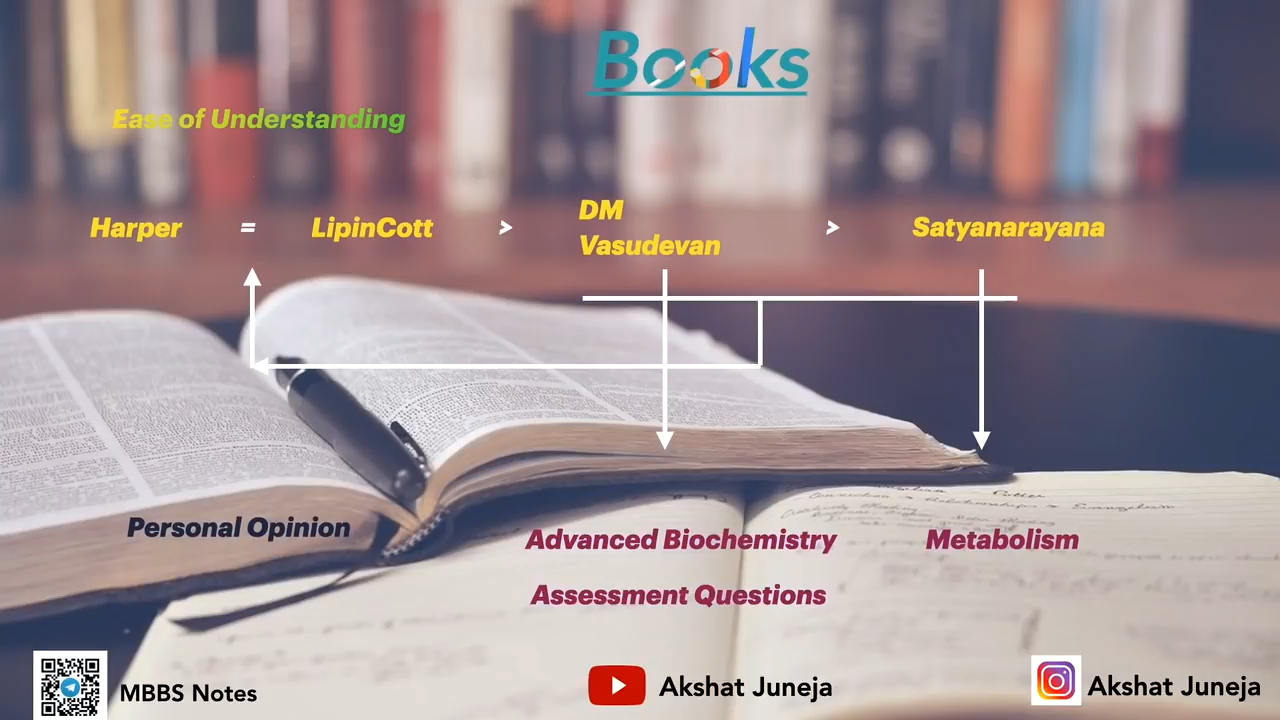 Books
Ease of Understanding
Harper = LipinCott > DM Vasudevan > Satyanarayana
Personal Opinion
Advanced Biochemistry
Metabolism
Assessment Questions
MBBS Notes
Akshat Juneja
Akshat Juneja